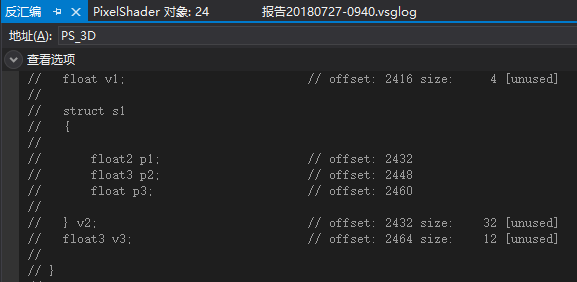 反汇编 PixelShader 对象: 24 报告20180727-0940.vsglog
地址(A): PS_3D
查看选项
//   float v1;                          // offset: 2416 size:     4 [unused]
//
//   struct s1
//   {
//
//       float2 p1;                     // offset: 2432
//       float3 p2;                     // offset: 2448
//       float p3;                      // offset: 2460
//
//   } v2;                              // offset: 2432 size:    32 [unused]
//   float3 v3;                         // offset: 2464 size:    12 [unused]
//
// }